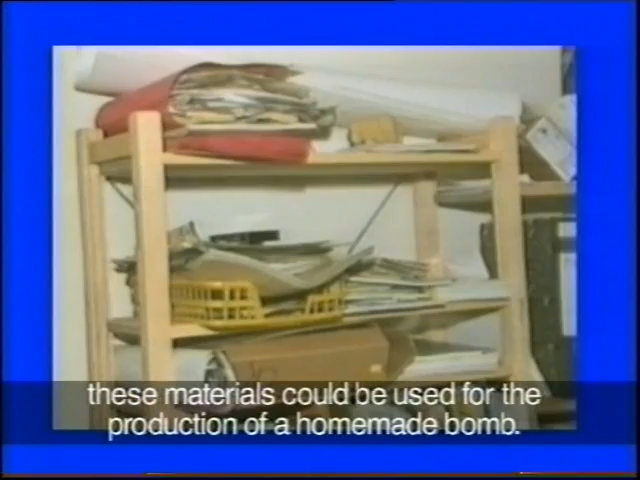 these materials could be used for the
production of a homemade bomb.